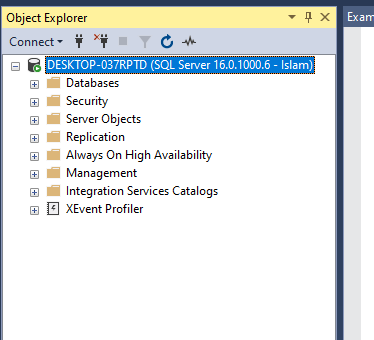 Object Explorer
Exam
Connect
DESKTOP-037RPTD (SQL Server 16.0.1000.6 - Islam)
Databases
Security
Server Objects
Replication
Always On High Availability
Management
Integration Services Catalogs
XEvent Profiler